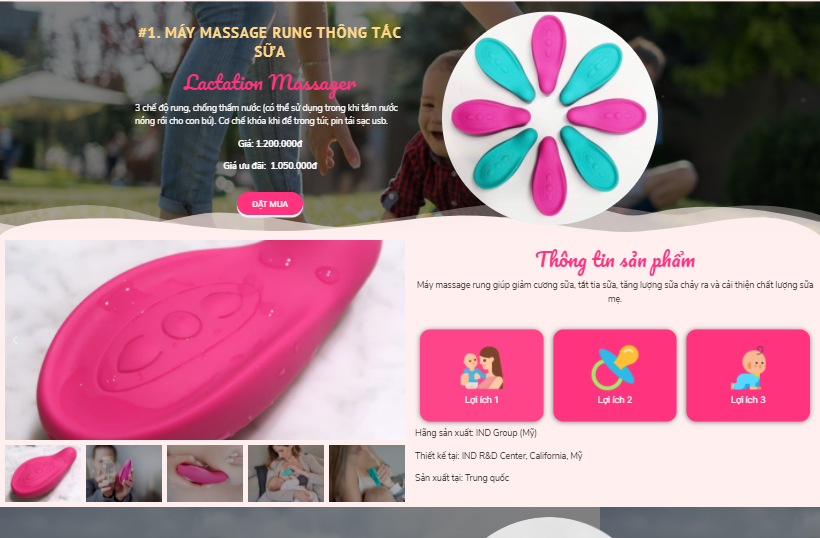 #1. MÁY MASSAGE RUNG THÔNG TẮC
SỮA
Lactation Massager
3 chế độ rung, chống thấm nước (có thể sử dụng trong khi tắm nước
nóng rồi cho con bú). Cơ chế khóa khi để trong túi; pin tái sạc usb.
Giá: 1.200.000đ
Giá ưu đãi: 1.050.000đ
ĐẶT MUA
Thông tin sản phẩm
Máy massage rung giúp giảm cương sữa, tắt tia sữa, tăng lượng sữa chảy ra và cải thiện chất lượng sữa
mẹ.
Lợi ích 1
Lợi ích 2
Lợi ích 3
Hãng sản xuất: IND Group (Mỹ)
Thiết kế tại: IND R&D Center, California, Mỹ
Sản xuất tại: Trung quốc